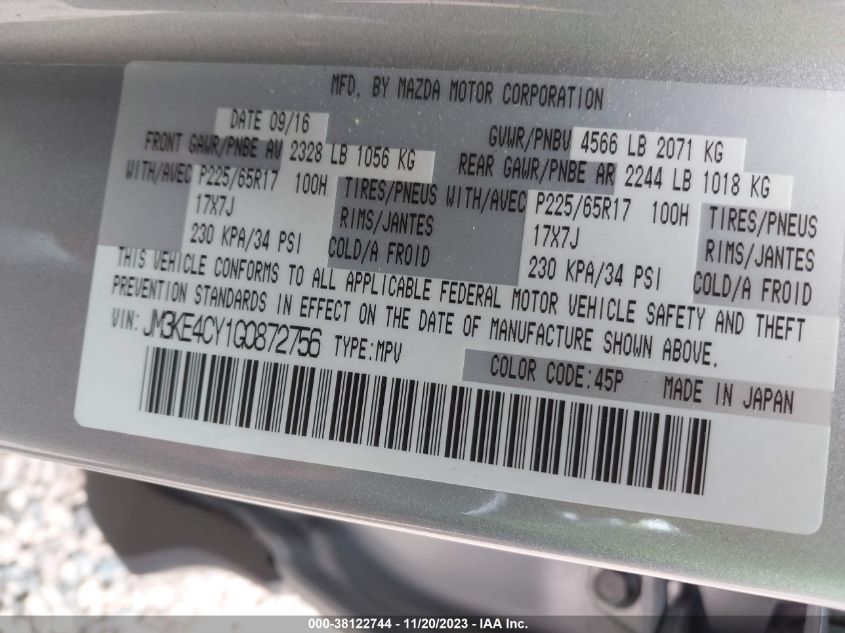 MFD. BY MAZDA MOTOR CORPORATION
DATE 09/16 GVWR/PNBV 4566 LB 2071 KG
FRONT GAWR/PNBE AV 2328 LB 1056 KG REAR GAWR/PNBE AR 2244 LB 1018 KG
WITH/AVEC P225/65R17 100H TIRES/PNEUS WITH/AVEC P225/65R17 100H TIRES/PNEUS
17X7J RIMS/JANTES 17X7J RIMS/JANTES
230 KPA/34 PSI COLD/A FROID 230 KPA/34 PSI COLD/A FROID
THIS VEHICLE CONFORMS TO ALL APPLICABLE FEDERAL MOTOR VEHICLE SAFETY AND THEFT
PREVENTION STANDARDS IN EFFECT ON THE DATE OF MANUFACTURE SHOWN ABOVE.
VIN: JM3KE4CY1G0872756 TYPE:MPV
COLOR CODE:45P MADE IN JAPAN
000-38122744 - 11/20/2023 - IAA Inc.